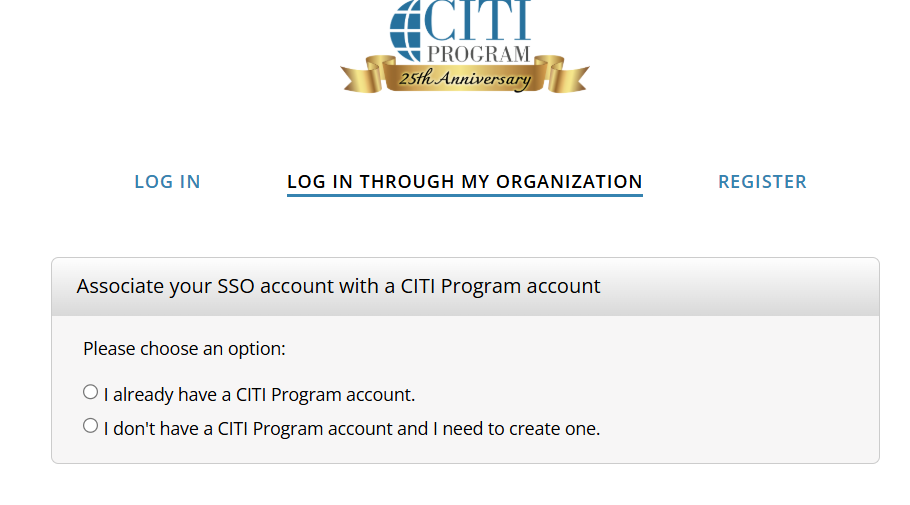 CITI
PROGRAM
25th Anniversary
LOG IN
LOG IN THROUGH MY ORGANIZATION
REGISTER
Associate your SSO account with a CITI Program account
Please choose an option:
I already have a CITI Program account.
I don't have a CITI Program account and I need to create one.